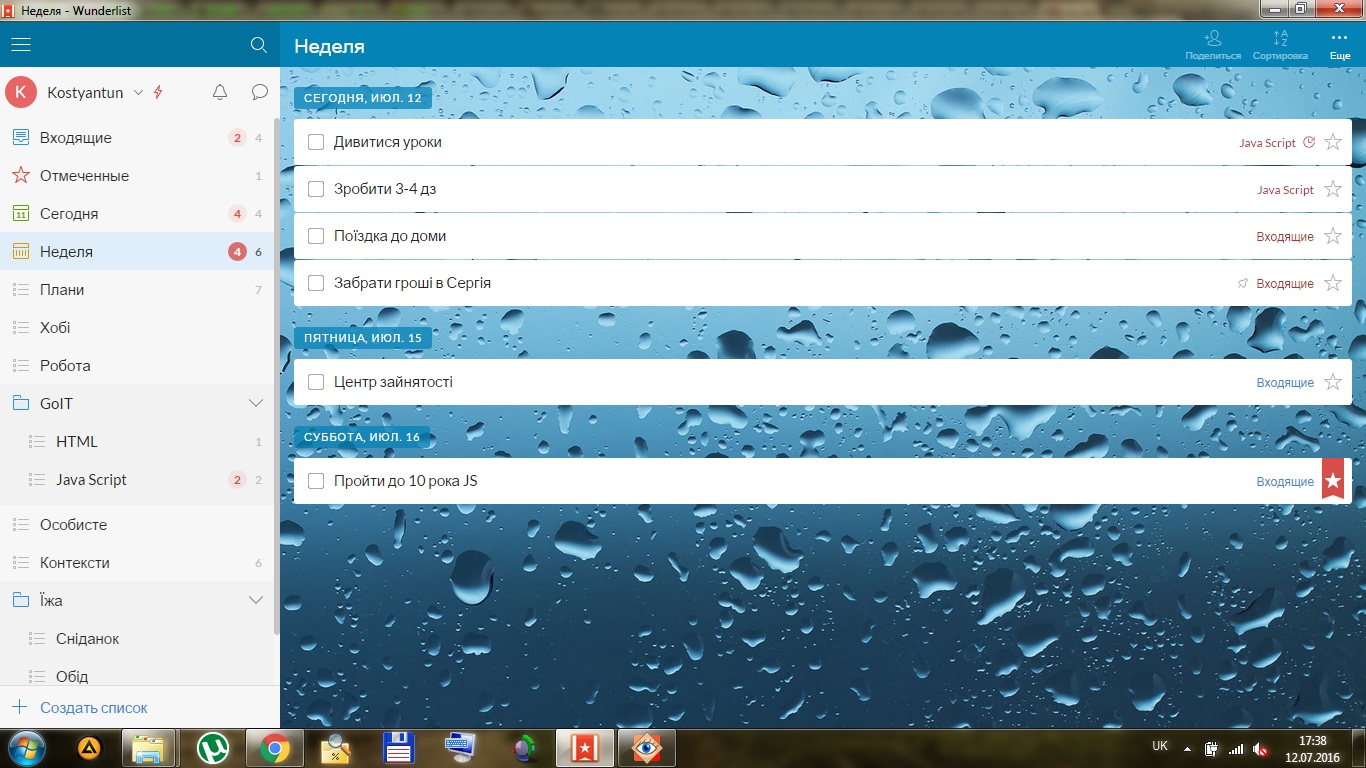 Неделя - Wunderlist
Неделя
Поделиться
Сортировка
Еще
K Kostyantun
Входящие 2 4
Отмеченные 1
11 Сегодня 4 4
Неделя 4 6
Плани 7
Хобі
Робота
GoIT
HTML 1
Java Script 2 2
Особисте
Контексти 6
Їжа
Сніданок
Обід
Создать список
СЕГОДНЯ, ИЮЛ. 12
Дивитися уроки Java Script
Зробити 3-4 дз Java Script
Поїздка до доми Входящие
Забрати гроші в Сергія Входящие
ПЯТНИЦА, ИЮЛ. 15
Центр зайнятості Входящие
СУББОТА, ИЮЛ. 16
Пройти до 10 рока JS Входящие
UK
17:38
12.07.2016